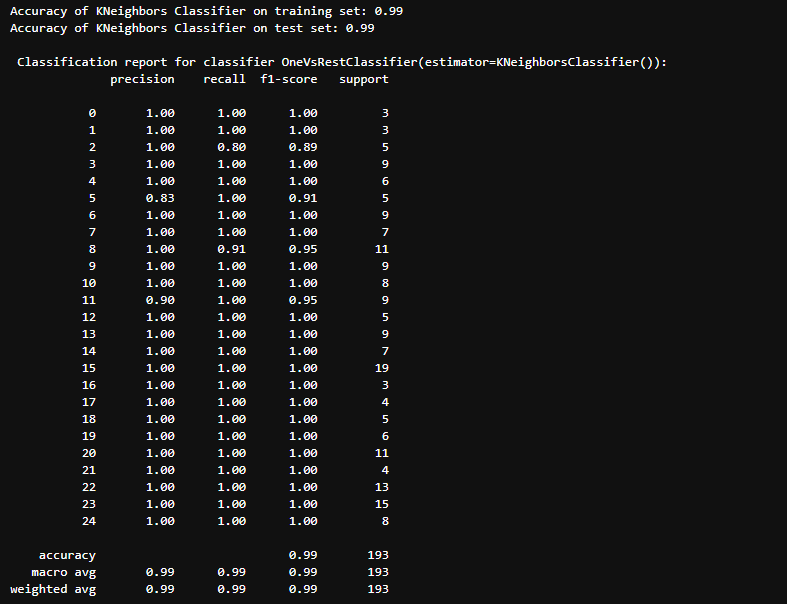 Accuracy of KNeighbors Classifier on training set: 0.99
Accuracy of KNeighbors Classifier on test set: 0.99
Classification report for classifier OneVsRestClassifier(estimator=KNeighborsClassifier()):
precision recall f1-score support
0 1.00 1.00 1.00 3
1 1.00 1.00 1.00 3
2 1.00 0.80 0.89 5
3 1.00 1.00 1.00 9
4 1.00 1.00 1.00 6
5 0.83 1.00 0.91 5
6 1.00 1.00 1.00 9
7 1.00 1.00 1.00 7
8 1.00 0.91 0.95 11
9 1.00 1.00 1.00 9
10 1.00 1.00 1.00 8
11 0.90 1.00 0.95 9
12 1.00 1.00 1.00 5
13 1.00 1.00 1.00 9
14 1.00 1.00 1.00 7
15 1.00 1.00 1.00 19
16 1.00 1.00 1.00 3
17 1.00 1.00 1.00 4
18 1.00 1.00 1.00 5
19 1.00 1.00 1.00 6
20 1.00 1.00 1.00 11
21 1.00 1.00 1.00 4
22 1.00 1.00 1.00 13
23 1.00 1.00 1.00 15
24 1.00 1.00 1.00 8
accuracy 0.99 193
macro avg 0.99 0.99 0.99 193
weighted avg 0.99 0.99 0.99 193